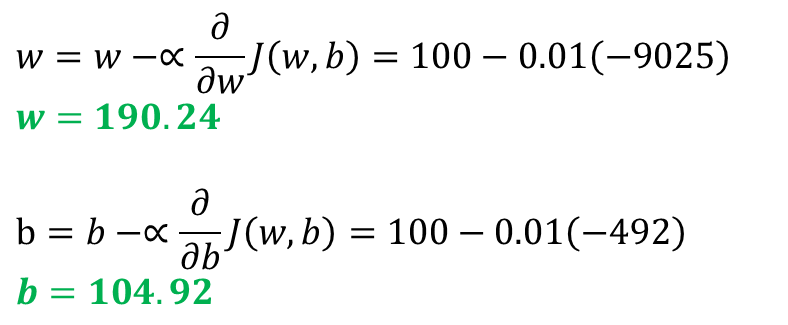 w = w −∝ ∂/∂w J(w, b) = 100 − 0.01(−9025)
w = 190.24
b = b −∝ ∂/∂b J(w, b) = 100 − 0.01(−492)
b = 104.92